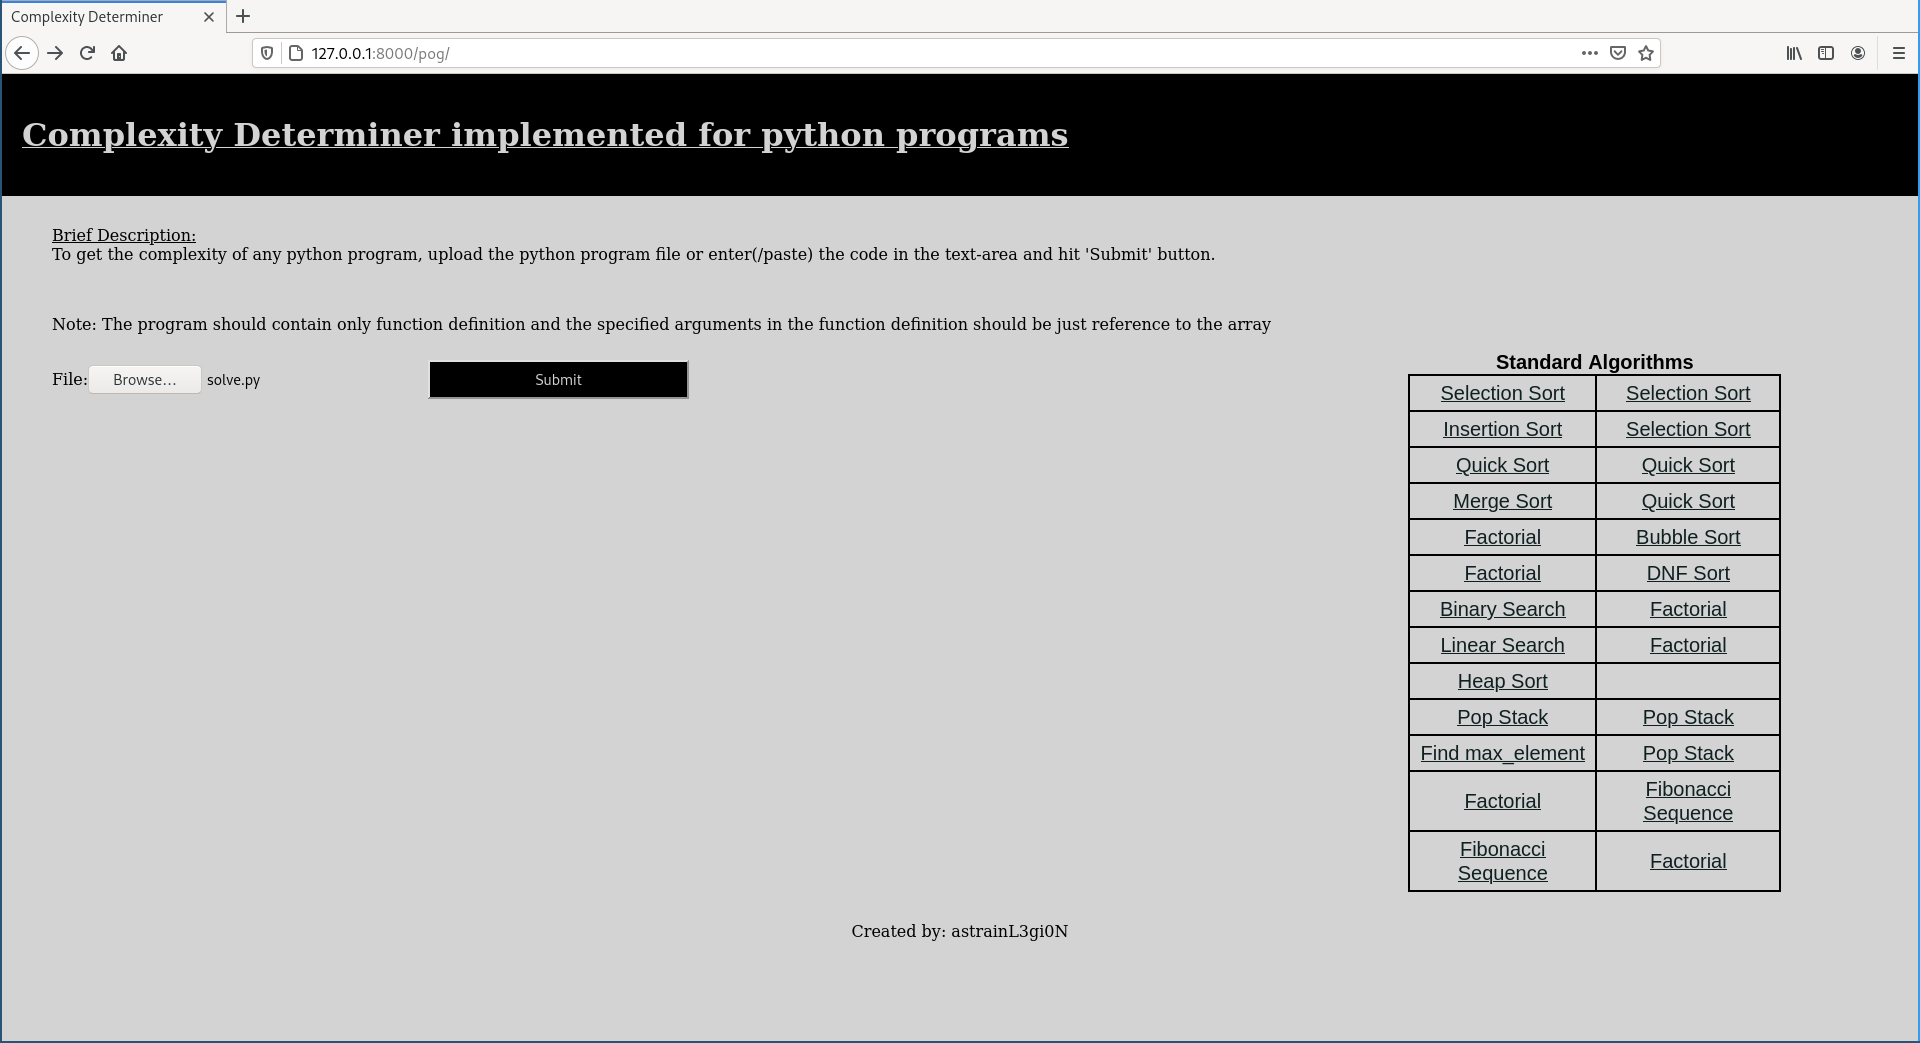 Complexity Determiner
127.0.0.1:8000/pog/
Complexity Determiner implemented for python programs
Brief Description:
To get the complexity of any python program, upload the python program file or enter(/paste) the code in the text-area and hit 'Submit' button.
Note: The program should contain only function definition and the specified arguments in the function definition should be just reference to the array
File: Browse... solve.py Submit
Standard Algorithms
Selection Sort Selection Sort
Insertion Sort Selection Sort
Quick Sort Quick Sort
Merge Sort Quick Sort
Factorial Bubble Sort
Factorial DNF Sort
Binary Search Factorial
Linear Search Factorial
Heap Sort
Pop Stack Pop Stack
Find max_element Pop Stack
Factorial Fibonacci
Sequence
Fibonacci
Sequence Factorial
Created by: astrainL3gi0N